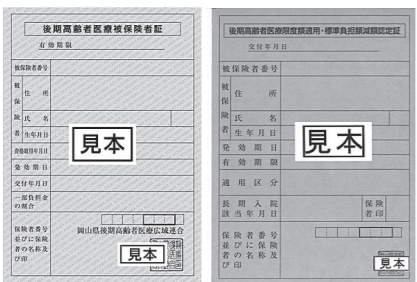 後期高齢者医療被保険者証
有効期限
被保険者番号
被保険者
住所
氏名
生年月日
資格取得年月日
発効期日
交付年月日
一部負担金
の割合
保険者番号
並びに保険
者の名称及
び印
岡山県後期高齢者医療広域連合
見本
見本
後期高齢者医療限度額適用・標準負担額減額認定証
交付年月日
被保険者番号
被保険者
住所
氏名
生年月日
発効期日
有効期限
適用区分
長期入院
該当年月日
保険
者印
保険者番号
並びに保険
者の名称及
び印
見本
見本